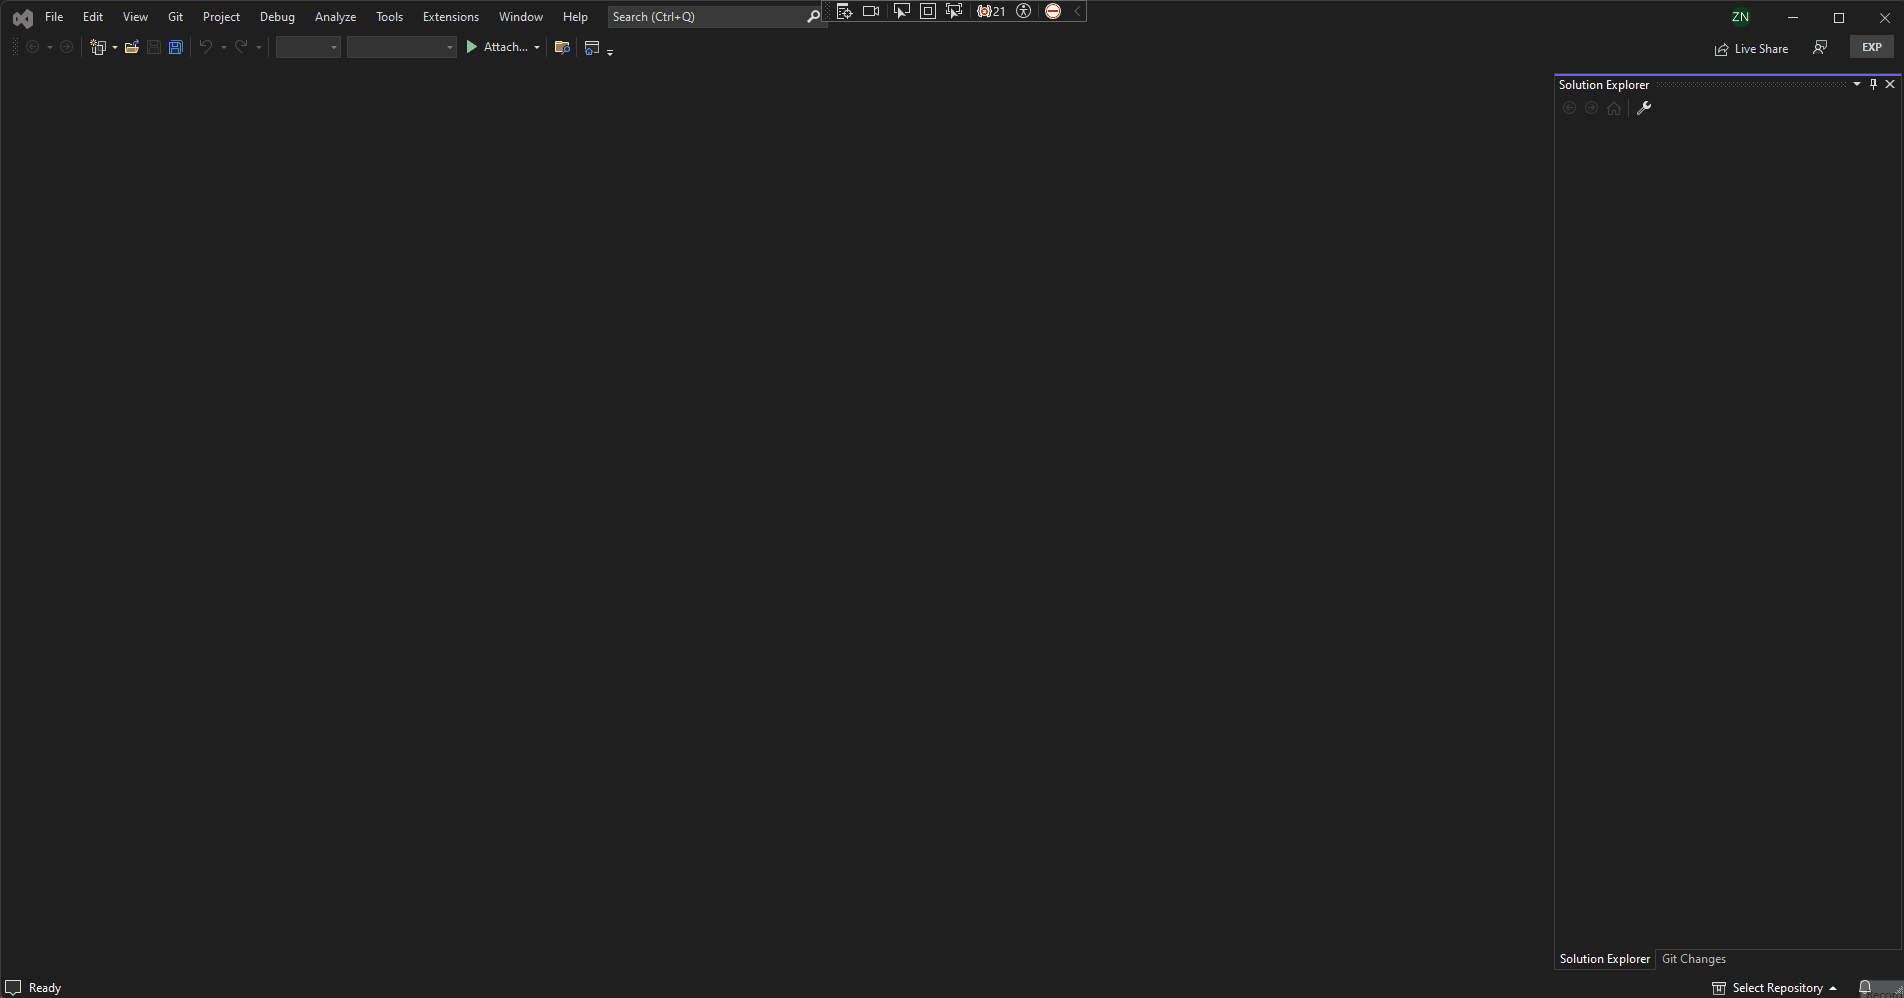 File Edit View Git Project Debug Analyze Tools Extensions Window Help Search (Ctrl+Q) 21 ZN
Attach... Live Share EXP
Solution Explorer
Solution Explorer Git Changes
Ready Select Repository